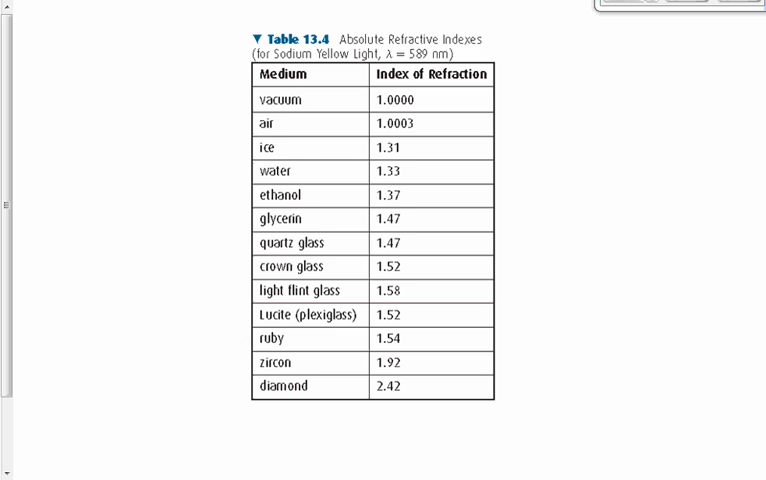 ▼ Table 13.4 Absolute Refractive Indexes
(for Sodium Yellow Light, λ = 589 nm)
Medium Index of Refraction
vacuum 1.0000
air 1.0003
ice 1.31
water 1.33
ethanol 1.37
glycerin 1.47
quartz glass 1.47
crown glass 1.52
light flint glass 1.58
Lucite (plexiglass) 1.52
ruby 1.54
zircon 1.92
diamond 2.42